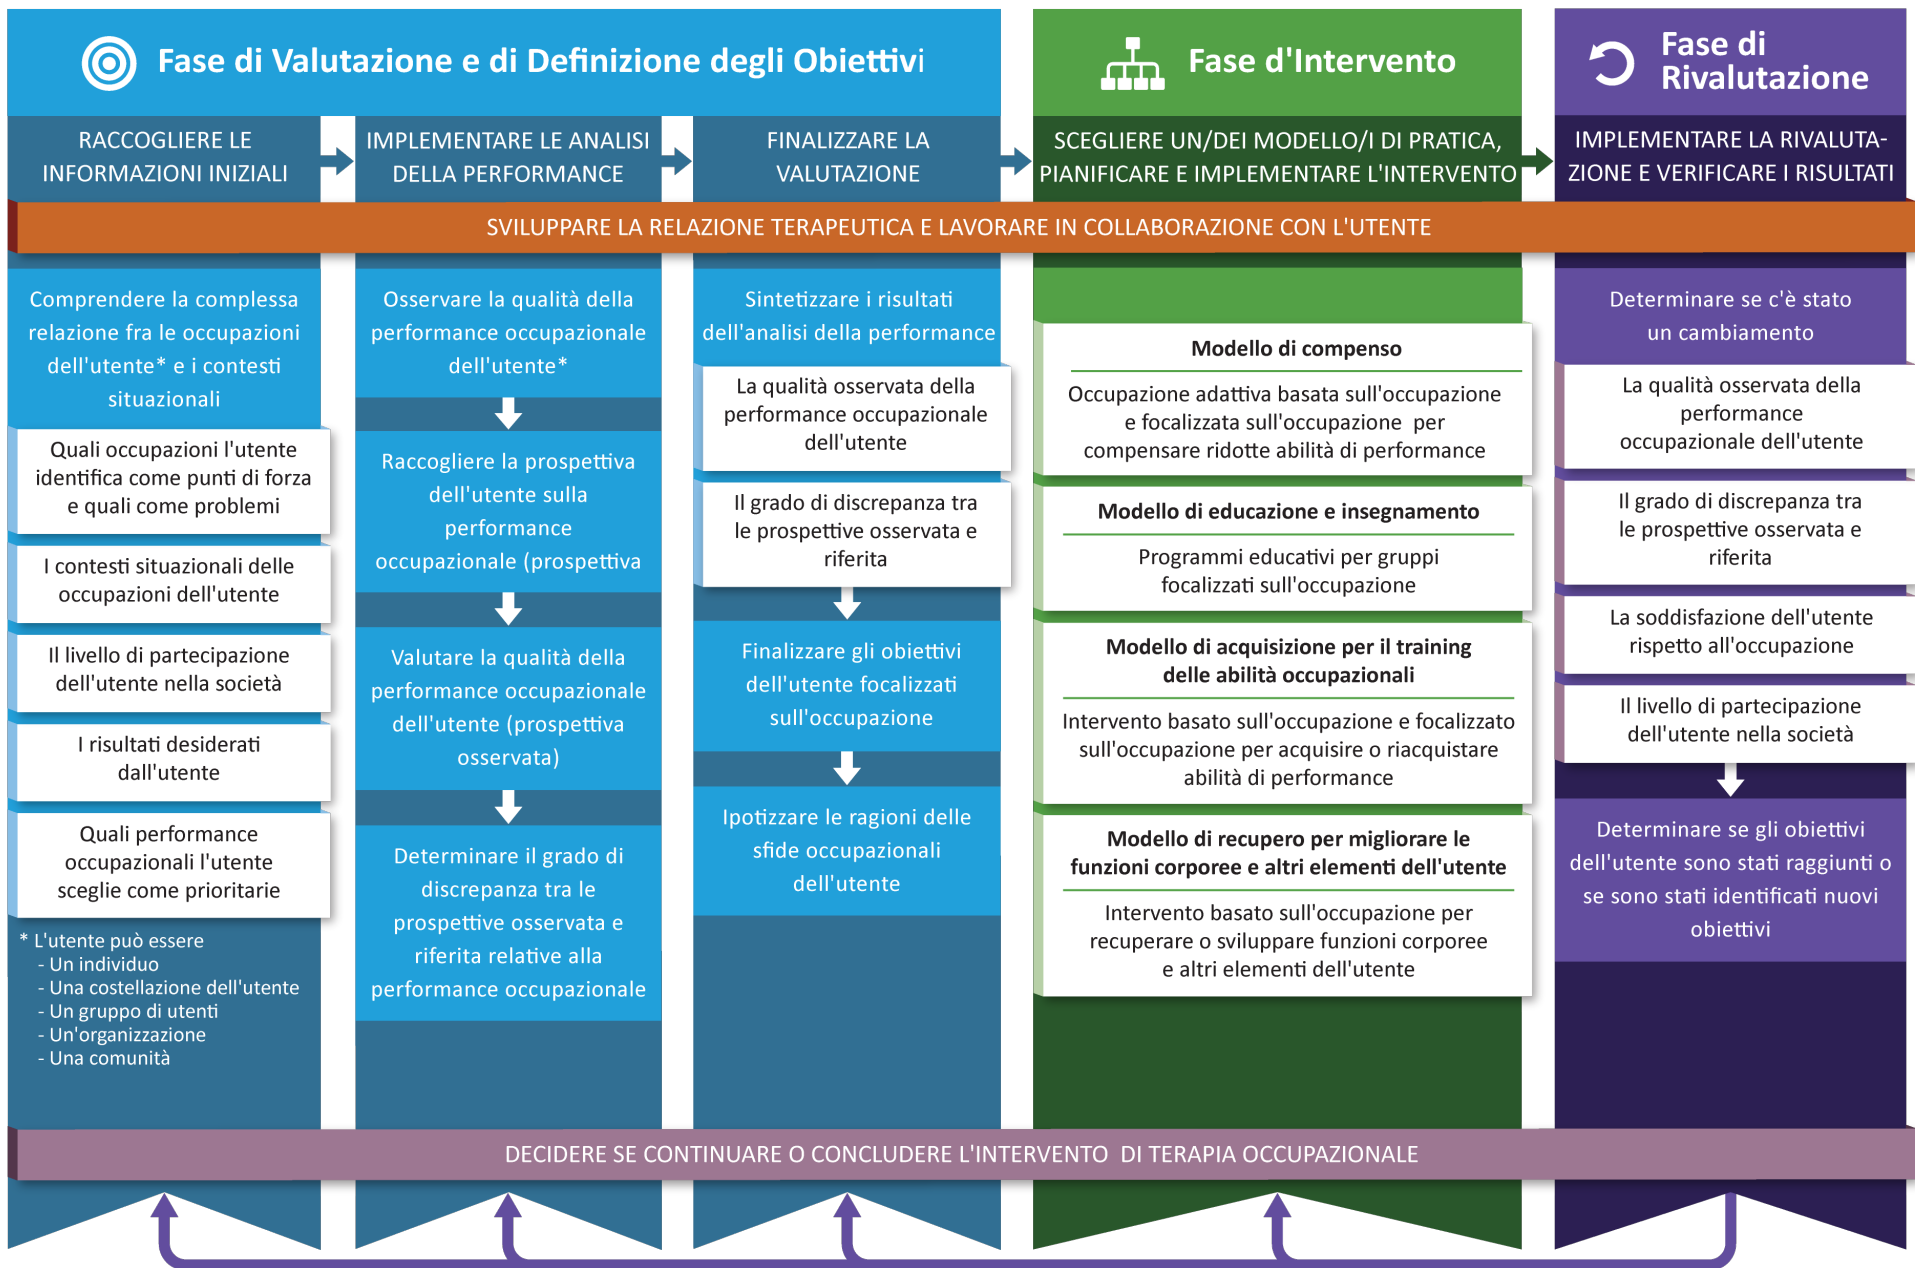 Fase di Valutazione e di Definizione degli Obiettivi
RACCOGLIERE LE
INFORMAZIONI INIZIALI
IMPLEMENTARE LE ANALISI
DELLA PERFORMANCE
FINALIZZARE LA
VALUTAZIONE
Fase d'Intervento
SCEGLIERE UN/DEI MODELLO/I DI PRATICA,
PIANIFICARE E IMPLEMENTARE L'INTERVENTO
Fase di
Rivalutazione
IMPLEMENTARE LA RIVALUTA-
ZIONE E VERIFICARE I RISULTATI
SVILUPPARE LA RELAZIONE TERAPEUTICA E LAVORARE IN COLLABORAZIONE CON L'UTENTE
Comprendere la complessa
relazione fra le occupazioni
dell'utente* e i contesti
situazionali
Quali occupazioni l'utente
identifica come punti di forza
e quali come problemi
I contesti situazionali delle
occupazioni dell'utente
Il livello di partecipazione
dell'utente nella società
I risultati desiderati
dall'utente
Quali performance
occupazionali l'utente
sceglie come prioritarie
* L'utente può essere
- Un individuo
- Una costellazione dell'utente
- Un gruppo di utenti
- Un'organizzazione
- Una comunità
Osservare la qualità della
performance occupazionale
dell'utente*
Raccogliere la prospettiva
dell'utente sulla
performance
occupazionale (prospettiva
Valutare la qualità della
performance occupazionale
dell'utente (prospettiva
osservata)
Determinare il grado di
discrepanza tra le
prospettive osservata e
riferita relative alla
performance occupazionale
Sintetizzare i risultati
dell'analisi della performance
La qualità osservata della
performance occupazionale
dell'utente
Il grado di discrepanza tra
le prospettive osservata e
riferita
Finalizzare gli obiettivi
dell'utente focalizzati
sull'occupazione
Ipotizzare le ragioni delle
sfide occupazionali
dell'utente
Modello di compenso
Occupazione adattiva basata sull'occupazione
e focalizzata sull'occupazione per
compensare ridotte abilità di performance
Modello di educazione e insegnamento
Programmi educativi per gruppi
focalizzati sull'occupazione
Modello di acquisizione per il training
delle abilità occupazionali
Intervento basato sull'occupazione e focalizzato
sull'occupazione per acquisire o riacquistare
abilità di performance
Modello di recupero per migliorare le
funzioni corporee e altri elementi dell'utente
Intervento basato sull'occupazione per
recuperare o sviluppare funzioni corporee
e altri elementi dell'utente
Determinare se c'è stato
un cambiamento
La qualità osservata della
performance
occupazionale dell'utente
Il grado di discrepanza tra
le prospettive osservata e
riferita
La soddisfazione dell'utente
rispetto all'occupazione
Il livello di partecipazione
dell'utente nella società
Determinare se gli obiettivi
dell'utente sono stati raggiunti o
se sono stati identificati nuovi
obiettivi
DECIDERE SE CONTINUARE O CONCLUDERE L'INTERVENTO DI TERAPIA OCCUPAZIONALE